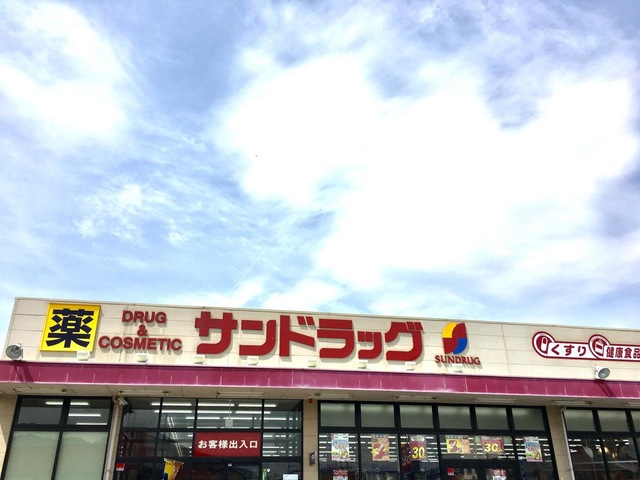 薬
DRUG
&
COSMETIC
サンドラッグ
SUNDRUG
くすり
健康食品
お客様出入口
30
30